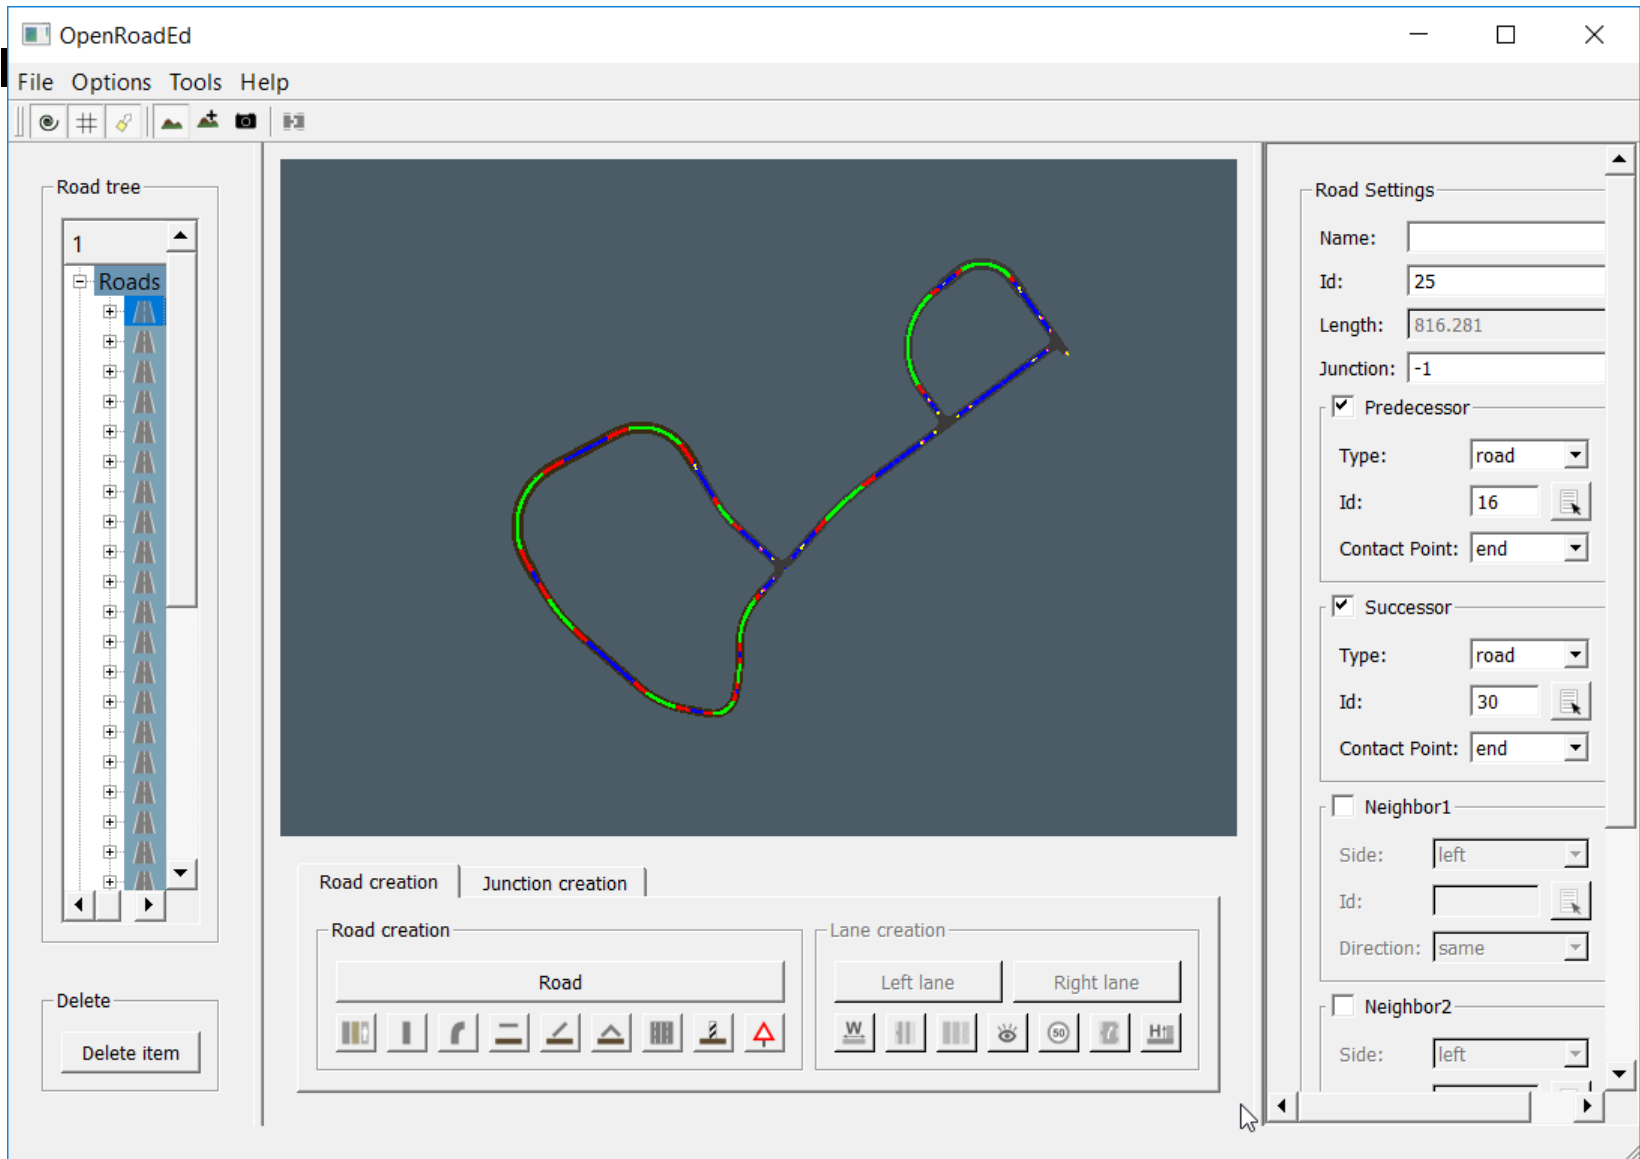 OpenRoadEd
File Options Tools Help
Road tree
1
Roads
Delete
Delete item
Road creation
Junction creation
Road creation
Road
Lane creation
Left lane
Right lane
W
50
H
Road Settings
Name:
Id: 25
Length: 816.281
Junction: -1
Predecessor
Type: road
Id: 16
Contact Point: end
Successor
Type: road
Id: 30
Contact Point: end
Neighbor1
Side: left
Id:
Direction: same
Neighbor2
Side: left